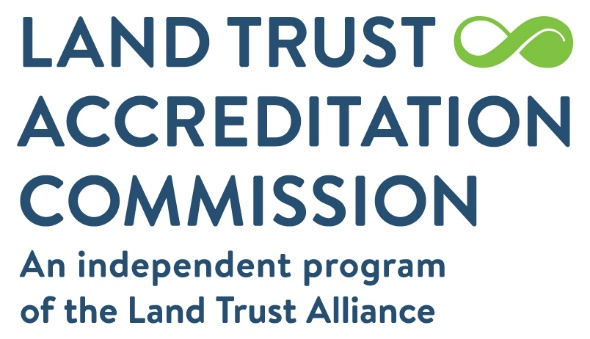 LAND TRUST
ACCREDITATION
COMMISSION
An independent program
of the Land Trust Alliance